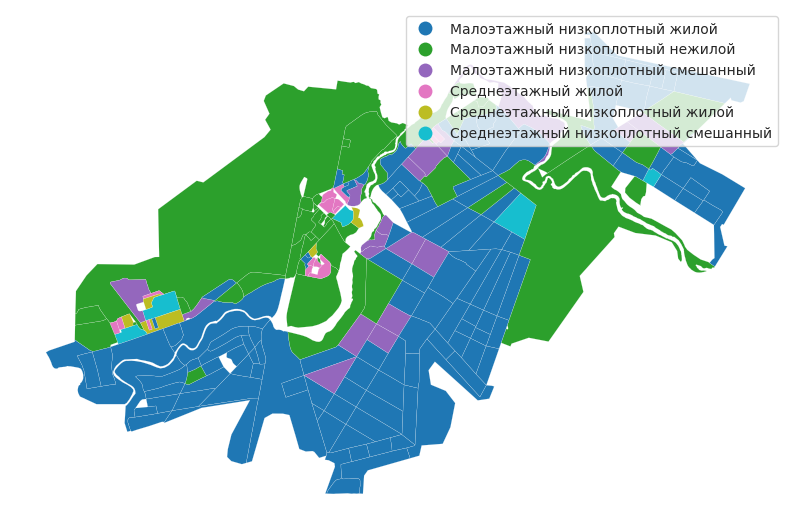 Малоэтажный низкоплотный жилой
Малоэтажный низкоплотный нежилой
Малоэтажный низкоплотный смешанный
Среднеэтажный жилой
Среднеэтажный низкоплотный жилой
Среднеэтажный низкоплотный смешанный